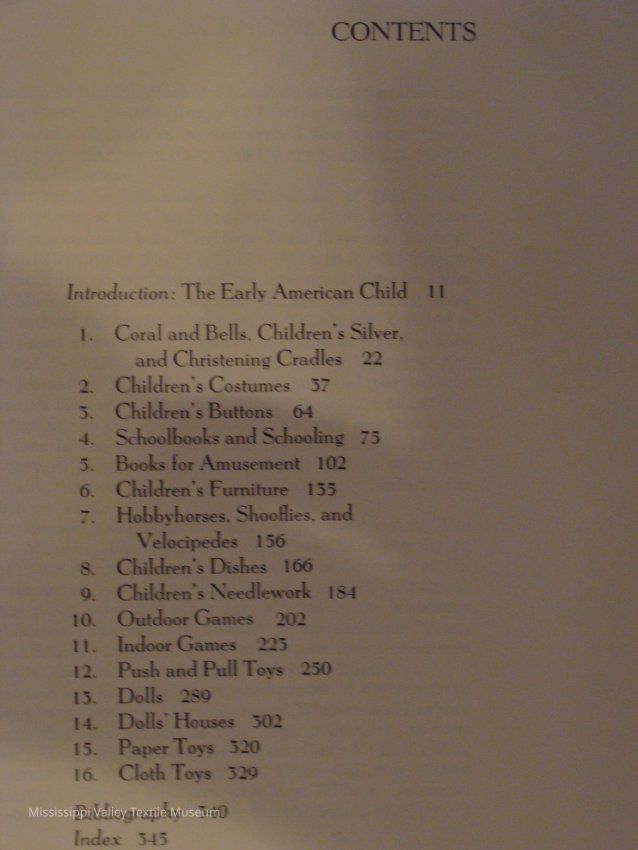 CONTENTS
Introduction: The Early American Child 11
1. Coral and Bells, Children's Silver,
and Christening Cradles 22
2. Children's Costumes 37
3. Children's Buttons 64
4. Schoolbooks and Schooling 75
5. Books for Amusement 102
6. Children's Furniture 133
7. Hobbyhorses, Shooflies, and
Velocipedes 156
8. Children's Dishes 166
9. Children's Needlework 184
10. Outdoor Games 202
11. Indoor Games 223
12. Push and Pull Toys 250
13. Dolls 289
14. Dolls' Houses 302
15. Paper Toys 320
16. Cloth Toys 329
Bibliography 340
Mississippi Valley Textile Museum
Index 343